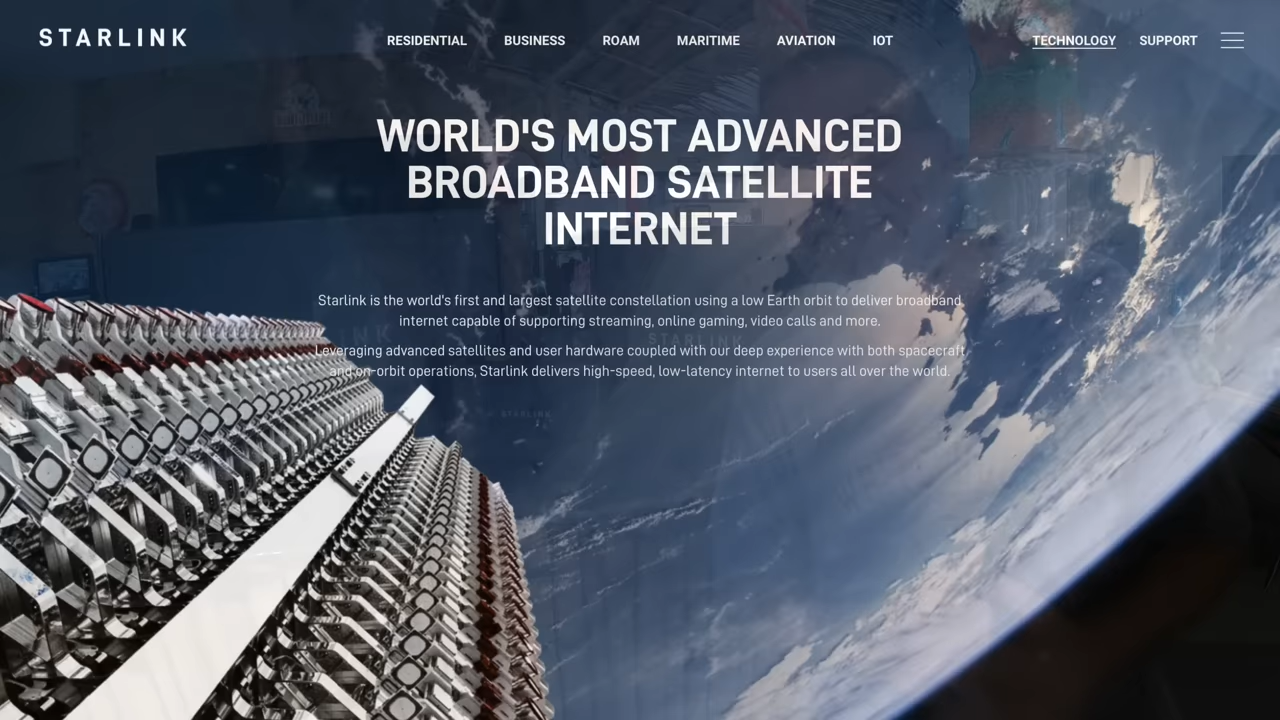 STARLINK
RESIDENTIAL BUSINESS ROAM MARITIME AVIATION IOT
TECHNOLOGY SUPPORT
WORLD'S MOST ADVANCED
BROADBAND SATELLITE
INTERNET
Starlink is the world's first and largest satellite constellation using a low Earth orbit to deliver broadband
internet capable of supporting streaming, online gaming, video calls and more.
STARLINK
Leveraging advanced satellites and user hardware coupled with our deep experience with both spacecraft
and on-orbit operations, Starlink delivers high-speed, low-latency internet to users all over the world.
STARLINK